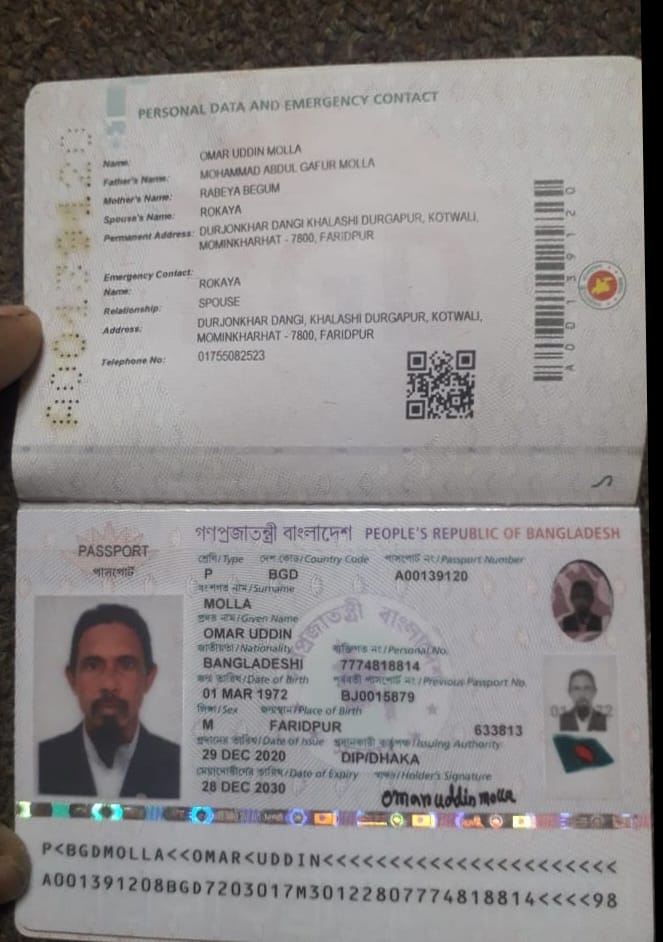 PERSONAL DATA AND EMERGENCY CONTACT
Name: OMAR UDDIN MOLLA
Father's Name: MOHAMMAD ABDUL GAFUR MOLLA
Mother's Name: RABEYA BEGUM
Spouse's Name: ROKAYA
Permanent Address: DURJONKHAR DANGI KHALASHI DURGAPUR, KOTWALI,
MOMINKHARHAT - 7800, FARIDPUR
Emergency Contact:
Name: ROKAYA
Relationship: SPOUSE
Address: DURJONKHAR DANGI, KHALASHI DURGAPUR, KOTWALI,
MOMINKHARHAT - 7800, FARIDPUR
Telephone No: 01755082523
A00139120
A00139120
গণপ্রজাতন্ত্রী বাংলাদেশ PEOPLE'S REPUBLIC OF BANGLADESH
PASSPORT
পাসপোর্ট
শ্রেণি/Type দেশ কোড/Country Code পাসপোর্ট নং/Passport Number
P BGD A00139120
বংশগত নাম/Surname
MOLLA
প্রদত্ত নাম/Given Name
OMAR UDDIN
জাতীয়তা/Nationality ব্যক্তিগত নং/Personal No.
BANGLADESHI 7774818814
জন্ম তারিখ/Date of Birth পূর্ববর্তী পাসপোর্ট নং/Previous Passport No.
01 MAR 1972 BJ0015879
লিঙ্গ/Sex জন্মস্থান/Place of Birth
M FARIDPUR 633813
প্রদানের তারিখ/Date of Issue প্রদানকারী কর্তৃপক্ষ/Issuing Authority
29 DEC 2020 DIP/DHAKA
মেয়াদোত্তীর্ণের তারিখ/Date of Expiry স্বাক্ষর/Holder's Signature
28 DEC 2030 Omaruddin molla
P<BGDMOLLA<<OMAR<UDDIN<<<<<<<<<<<<<<<<<<<<<<
A001391208BGD7203017M30122807774818814<<<<98